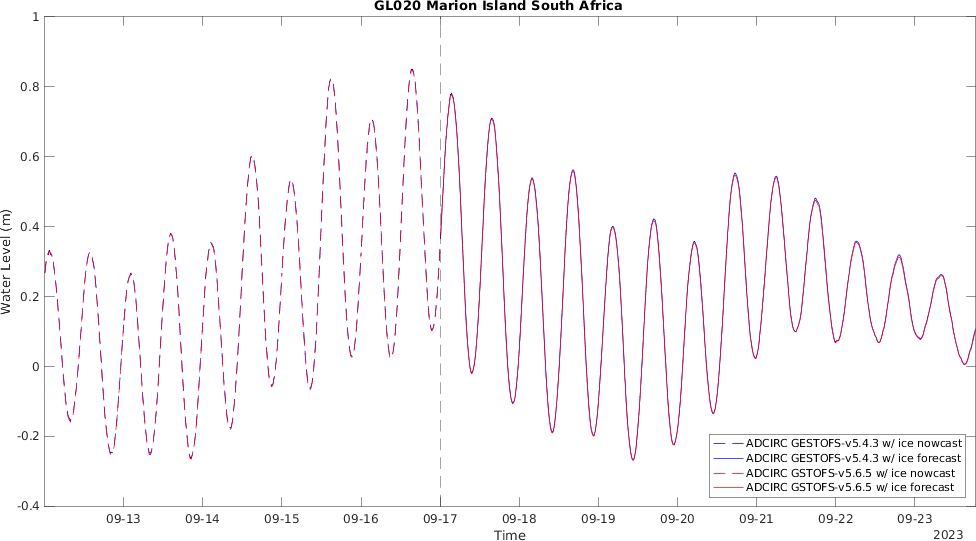 GL020 Marion Island South Africa
Water Level (m)
1
0.8
0.6
0.4
0.2
0
-0.2
-0.4
ADCIRC GESTOFS-v5.4.3 w/ ice nowcast
ADCIRC GESTOFS-v5.4.3 w/ ice forecast
ADCIRC GSTOFS-v5.6.5 w/ ice nowcast
ADCIRC GSTOFS-v5.6.5 w/ ice forecast
09-13 09-14 09-15 09-16 09-17 09-18 09-19 09-20 09-21 09-22 09-23
Time
2023